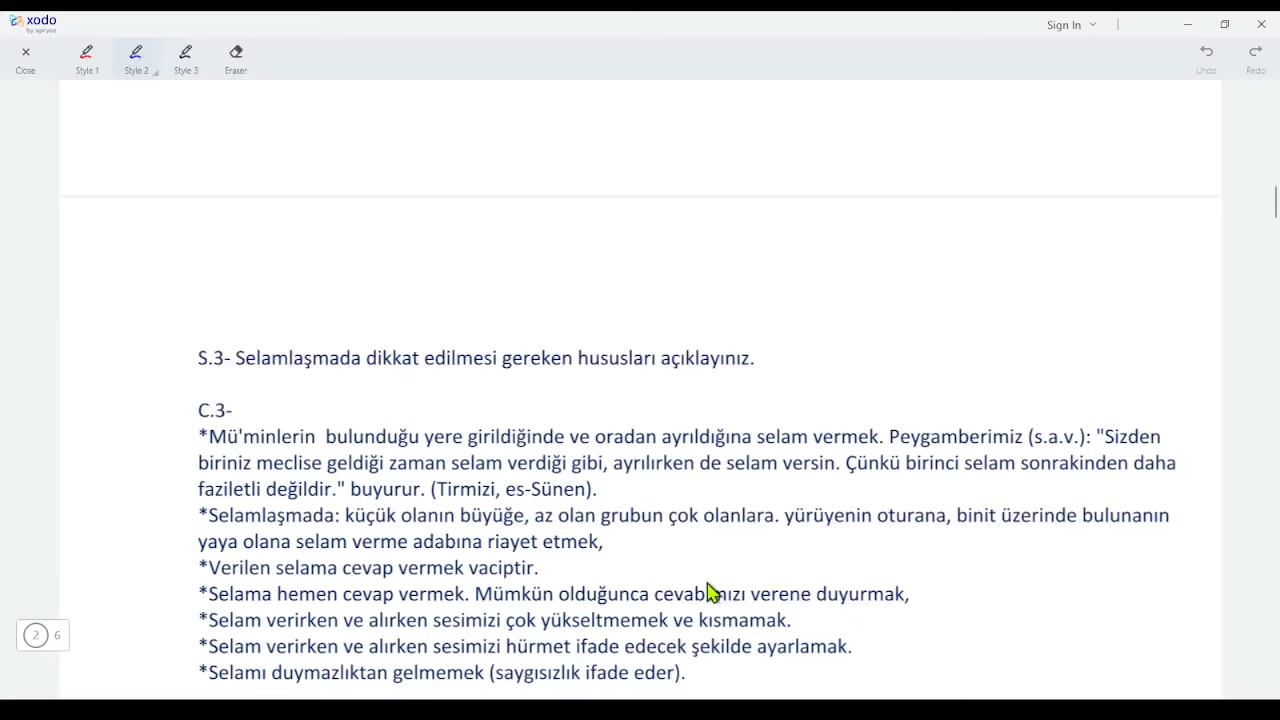 xodo
by apryse
Sign In
Close
Style 1
Style 2
Style 3
Eraser
Undo
Redo
S.3- Selamlaşmada dikkat edilmesi gereken hususları açıklayınız.
C.3-
*Mü'minlerin bulunduğu yere girildiğinde ve oradan ayrıldığına selam vermek. Peygamberimiz (s.a.v.): "Sizden
biriniz meclise geldiği zaman selam verdiği gibi, ayrılırken de selam versin. Çünkü birinci selam sonrakinden daha
faziletli değildir." buyurur. (Tirmizi, es-Sünen).
*Selamlaşmada: küçük olanın büyüğe, az olan grubun çok olanlara. yürüyenin oturana, binit üzerinde bulunanın
yaya olana selam verme adabına riayet etmek,
*Verilen selama cevap vermek vaciptir.
*Selama hemen cevap vermek. Mümkün olduğunca verene duyurmak,
*Selam verirken ve alırken sesimizi çok yükseltmemek ve kısmamak.
*Selam verirken ve alırken sesimizi hürmet ifade edecek şekilde ayarlamak.
*Selamı duymazlıktan gelmemek (saygısızlık ifade eder).
2 6